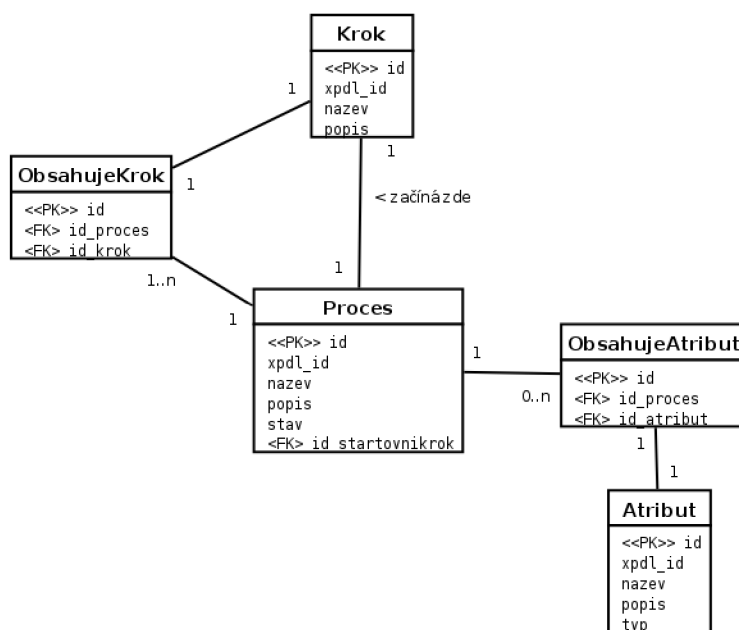 Krok
<<PK>> id
xpdl_id
nazev
popis
1
1
ObsahujeKrok
<<PK>> id
<FK> id_proces
<FK> id_krok
1
< začínázde
1..n
1
1
Proces
<<PK>> id
xpdl_id
nazev
popis
stav
<FK> id_startovnikrok
1
0..n
ObsahujeAtribut
<<PK>> id
<FK> id_proces
<FK> id_atribut
1
1
Atribut
<<PK>> id
xpdl_id
nazev
popis
typ